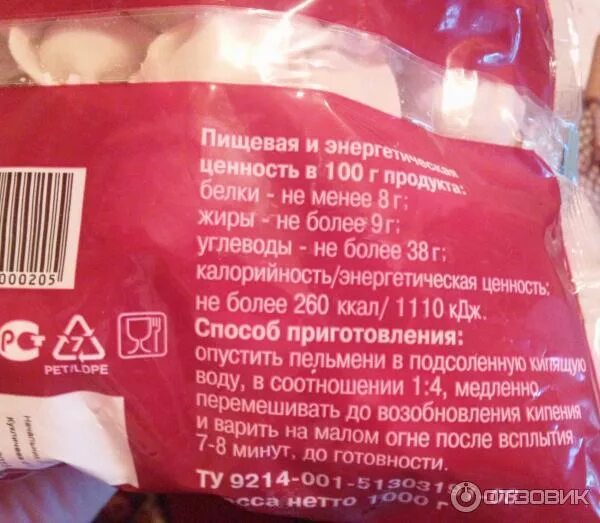 Пищевая и энергетическая
ценность в 100 г продукта:
белки - не менее 8 г;
жиры - не более 9 г;
углеводы - не более 38 г;
калорийность/энергетическая ценность:
не более 260 ккал/ 1110 кДж.
Способ приготовления:
опустить пельмени в подсоленную кипящую
воду, в соотношении 1:4, медленно
перемешивать до возобновления кипения
и варить на малом огне после всплытия
7-8 минут, до готовности.
ТУ 9214-001-513031
нетто 1000 г
000205
РСТ
7
PET/LDPE
ОТЗОВИК